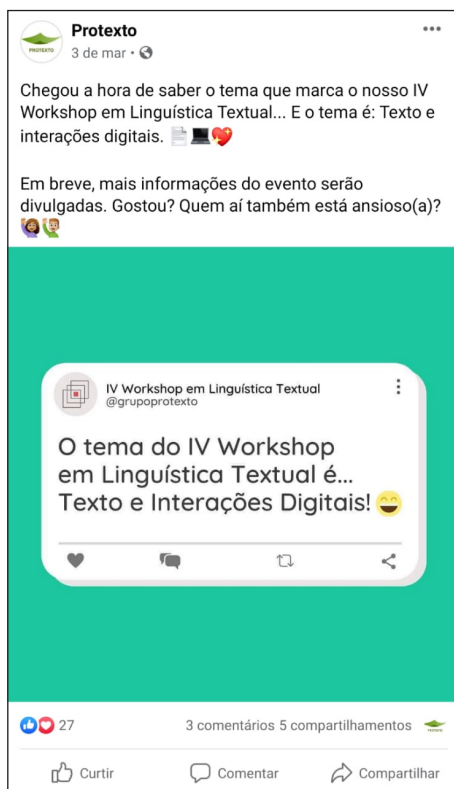 Protexto
3 de mar
Chegou a hora de saber o tema que marca o nosso IV
Workshop em Linguística Textual... E o tema é: Texto e
interações digitais. 📄💻💖
Em breve, mais informações do evento serão
divulgadas. Gostou? Quem aí também está ansioso(a)?
🙋🏽‍♀️🙋🏼‍♂️
PROTEXTO
IV Workshop em Linguística Textual
@grupoprotexto
O tema do IV Workshop
em Linguística Textual é...
Texto e Interações Digitais! 😄
27
3 comentários 5 compartilhamentos
PROTEXTO
Curtir
Comentar
Compartilhar